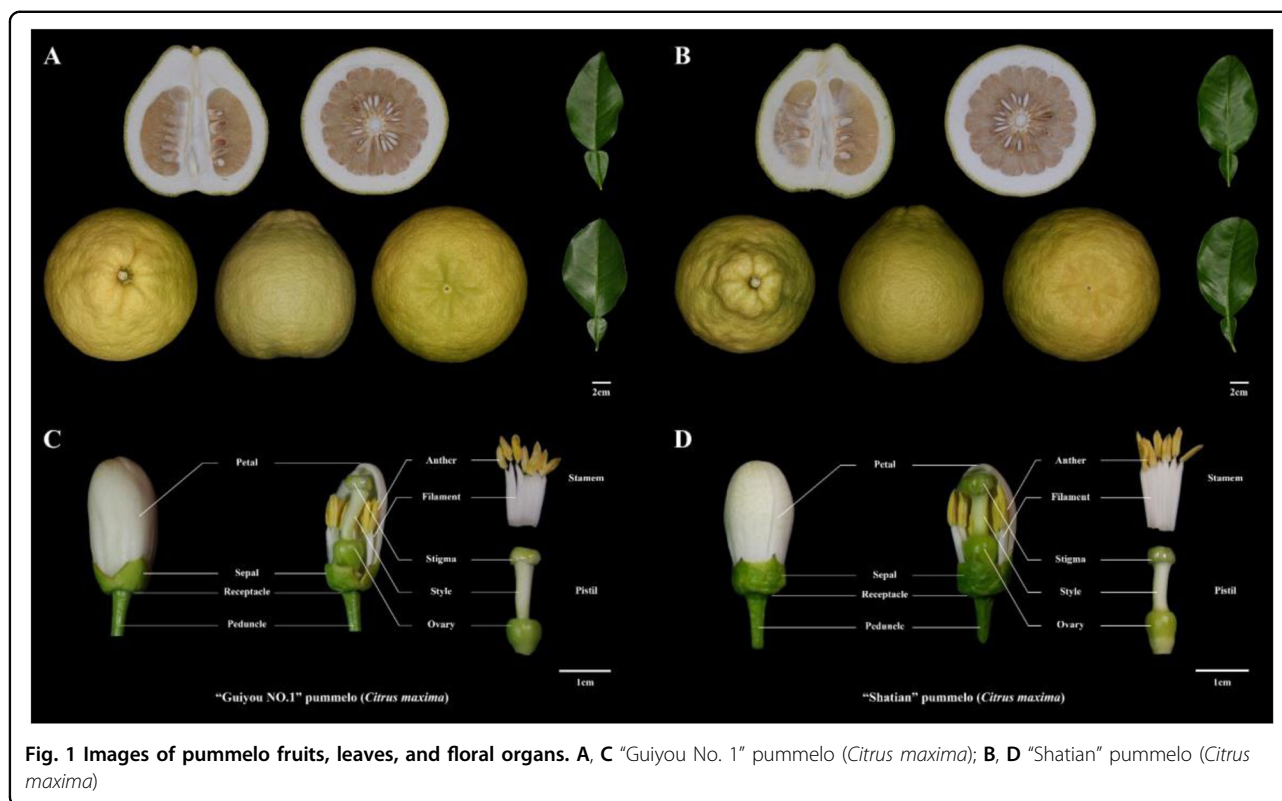 A
B
2cm
2cm
C
D
Petal
Anther
Filament
Stamem
Stigma
Sepal
Style
Pistil
Receptacle
Peduncle
Ovary
1cm
"Guiyou NO.1" pummelo (Citrus maxima)
Petal
Anther
Filament
Stamem
Stigma
Sepal
Style
Pistil
Receptacle
Peduncle
Ovary
1cm
"Shatian" pummelo (Citrus maxima)
Fig. 1 Images of pummelo fruits, leaves, and floral organs. A, C "Guiyou No. 1" pummelo (Citrus maxima); B, D "Shatian" pummelo (Citrus
maxima)